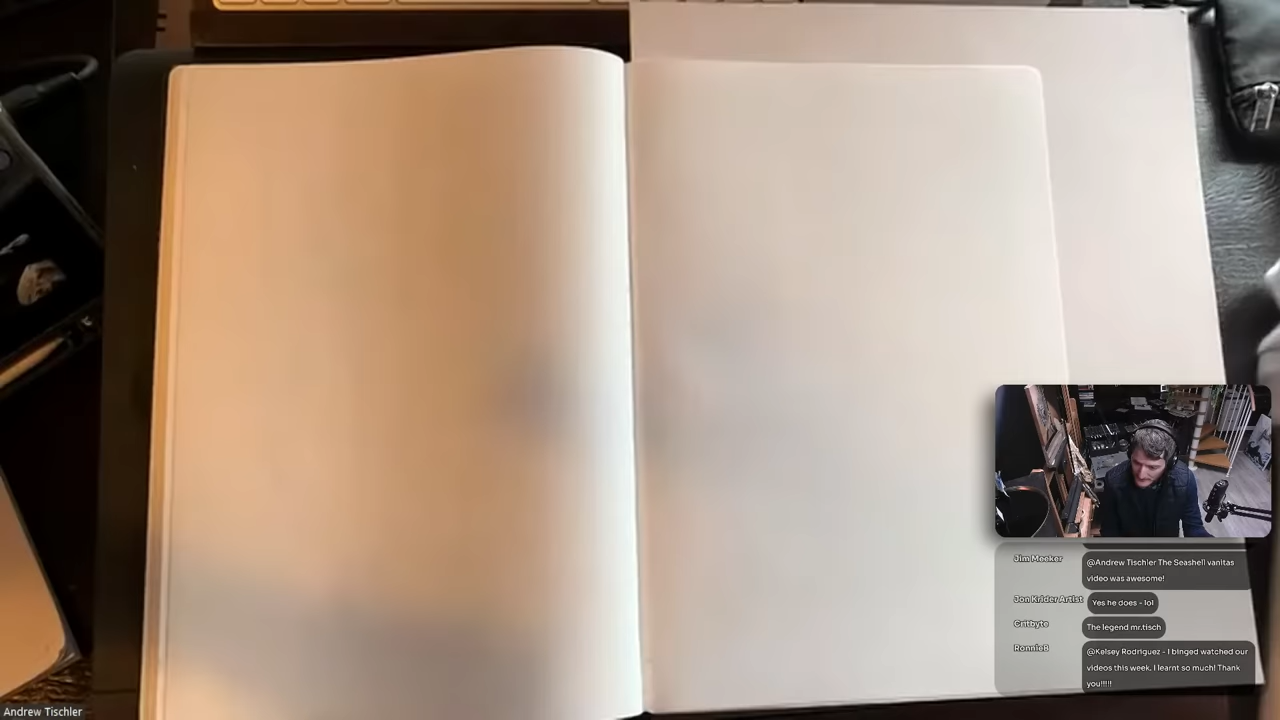 Jim Meeker
@Andrew Tischler The Seashell vanitas
video was awesome!
Jon Krider Artist
Yes he does - lol
Critbyte
The legend mr.tisch
RonnieB
@Kelsey Rodriguez - I binged watched our
videos this week. I learnt so much! Thank
you!!!!!
Andrew Tischler